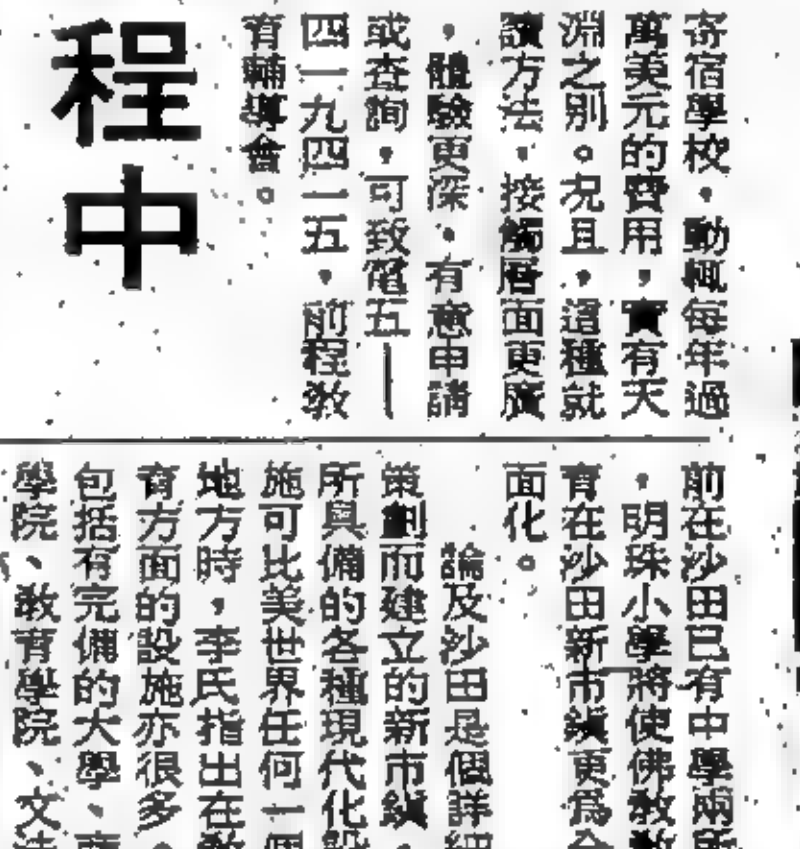 寄宿學校，動輒每年過
萬美元的費用，實有天
淵之别。況且，這種就
讀方法，接觸層面更廣
，體驗更深，有意申請
或查詢，可致電五——
四一九四一五，前程教
育輔導會。
程中
前在沙田已有中學兩所
，明珠小學將使佛教教
育在沙田新市鎮更爲全
面化。
論及沙田是個詳細
策劃而建立的新市鎮，
所具備的各種現代化設
施可比美世界任何一個
地方時，李氏指出在教
育方面的設施亦很多，
包括有完備的大學、商
學院、教育學院、文法